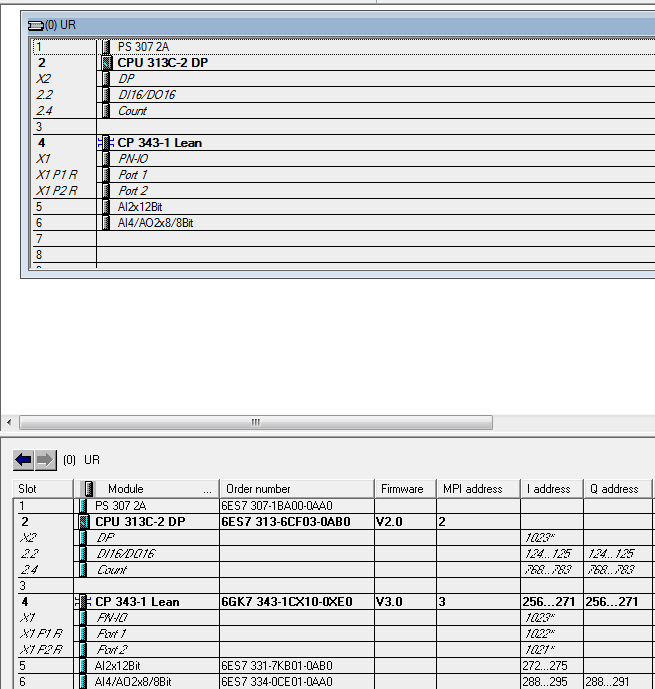 (0) UR
1 PS 307 2A
2 CPU 313C-2 DP
X2 DP
2.2 DI16/DO16
2.4 Count
3
4 CP 343-1 Lean
X1 PN-IO
X1 P1 R Port 1
X1 P2 R Port 2
5 AI2x12Bit
6 AI4/AO2x8/8Bit
7
8
(0) UR
Slot Module ... Order number Firmware MPI address I address Q address
1 PS 307 2A 6ES7 307-1BA00-0AA0
2 CPU 313C-2 DP 6ES7 313-6CF03-0AB0 V2.0 2
X2 DP 1023*
2.2 DI16/DO16 124...125 124...125
2.4 Count 768...783 768...783
3
4 CP 343-1 Lean 6GK7 343-1CX10-0XE0 V3.0 3 256...271 256...271
X1 PN-IO 1023*
X1 P1 R Port 1 1022*
X1 P2 R Port 2 1021*
5 AI2x12Bit 6ES7 331-7KB01-0AB0 272...275
6 AI4/AO2x8/8Bit 6ES7 334-0CE01-0AA0 288...295 288...291